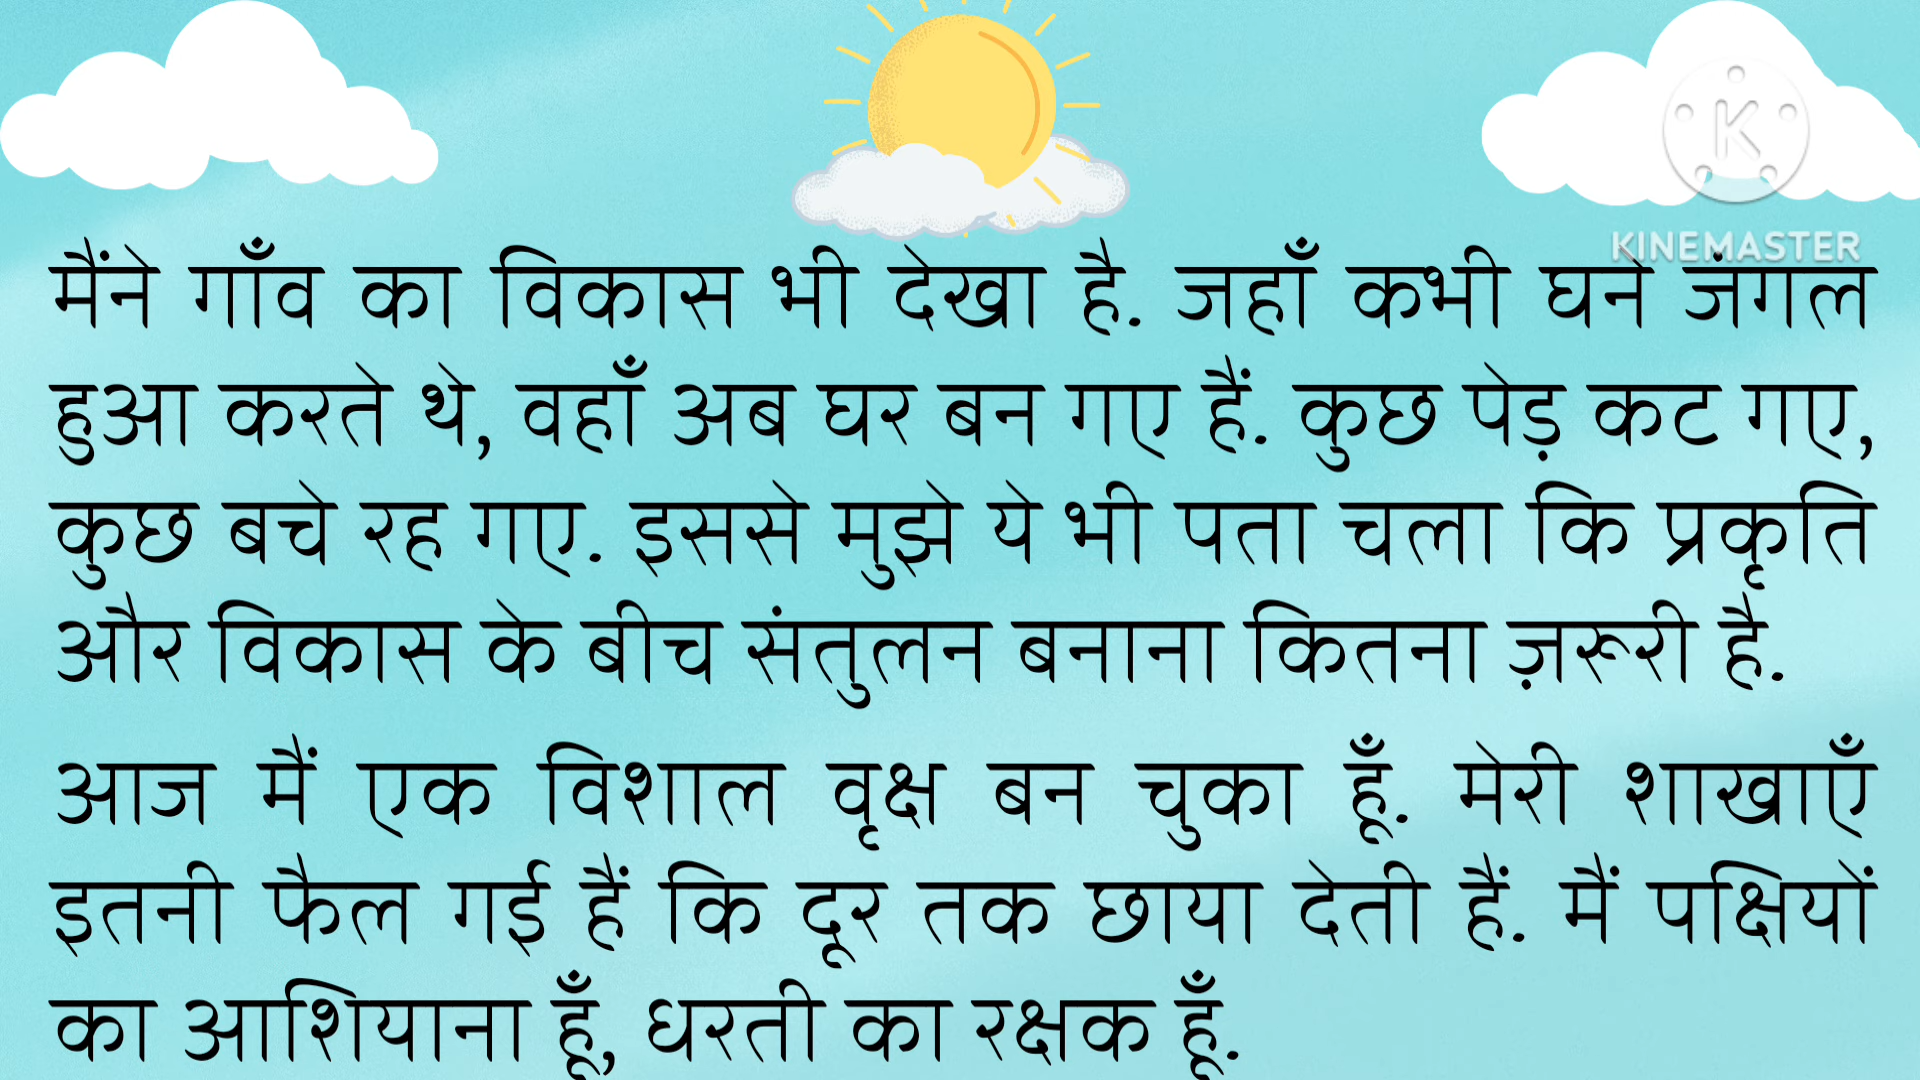 KINEMASTER
मैंने गाँव का विकास भी देखा है. जहाँ कभी घने जंगल
हुआ करते थे, वहाँ अब घर बन गए हैं. कुछ पेड़ कट गए,
कुछ बचे रह गए. इससे मुझे ये भी पता चला कि प्रकृति
और विकास के बीच संतुलन बनाना कितना ज़रूरी है.
आज मैं एक विशाल वृक्ष बन चुका हूँ. मेरी शाखाएँ
इतनी फैल गई हैं कि दूर तक छाया देती हैं. मैं पक्षियों
का आशियाना हूँ, धरती का रक्षक हूँ.